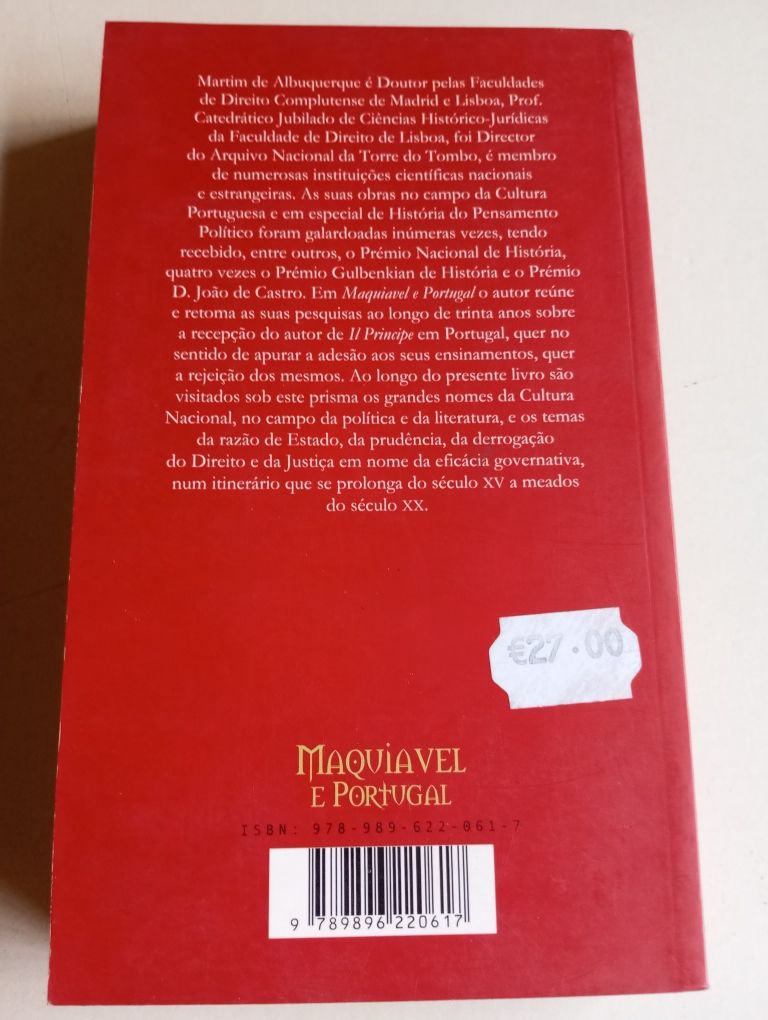 Martim de Albuquerque é Doutor pelas Faculdades
de Direito Complutense de Madrid e Lisboa, Prof.
Catedrático Jubilado de Ciências Histórico-Jurídicas
da Faculdade de Direito de Lisboa, foi Director
do Arquivo Nacional da Torre do Tombo, é membro
de numerosas instituições científicas nacionais
e estrangeiras. As suas obras no campo da Cultura
Portuguesa e em especial de História do Pensamento
Político foram galardoadas inúmeras vezes, tendo
recebido, entre outros, o Prémio Nacional de História,
quatro vezes o Prémio Gulbenkian de História e o Prémio
D. João de Castro. Em Maquiavel e Portugal o autor reúne
e retoma as suas pesquisas ao longo de trinta anos sobre
a recepção do autor de Il Principe em Portugal, quer no
sentido de apurar a adesão aos seus ensinamentos, quer
a rejeição dos mesmos. Ao longo do presente livro são
visitados sob este prisma os grandes nomes da Cultura
Nacional, no campo da política e da literatura, e os temas
da razão de Estado, da prudência, da derrogação
do Direito e da Justiça em nome da eficácia governativa,
num itinerário que se prolonga do século XV a meados
do século XX.
€27.00
MAQUIAVEL
E PORTUGAL
ISBN: 978-989-622-061-7
9 789896 220617